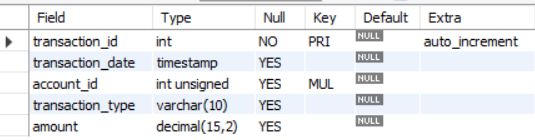 Field Type Null Key Default Extra
transaction_id int NO PRI NULL auto_increment
transaction_date timestamp YES NULL
account_id int unsigned YES MUL NULL
transaction_type varchar(10) YES NULL
amount decimal(15,2) YES NULL